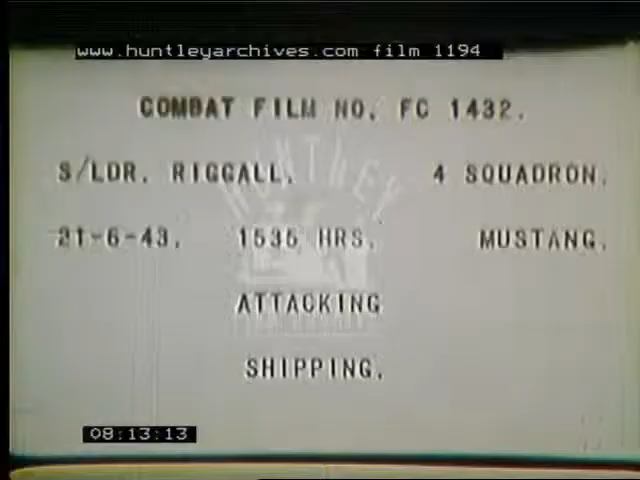 www.huntleyarchives.com film 1194
COMBAT FILM NO. FC 1432.
S/LDR. RIGGALL. 4 SQUADRON.
21-6-43. 1535 HRS. MUSTANG.
HUNTLEY
ATTACKING
SHIPPING.
08:13:13